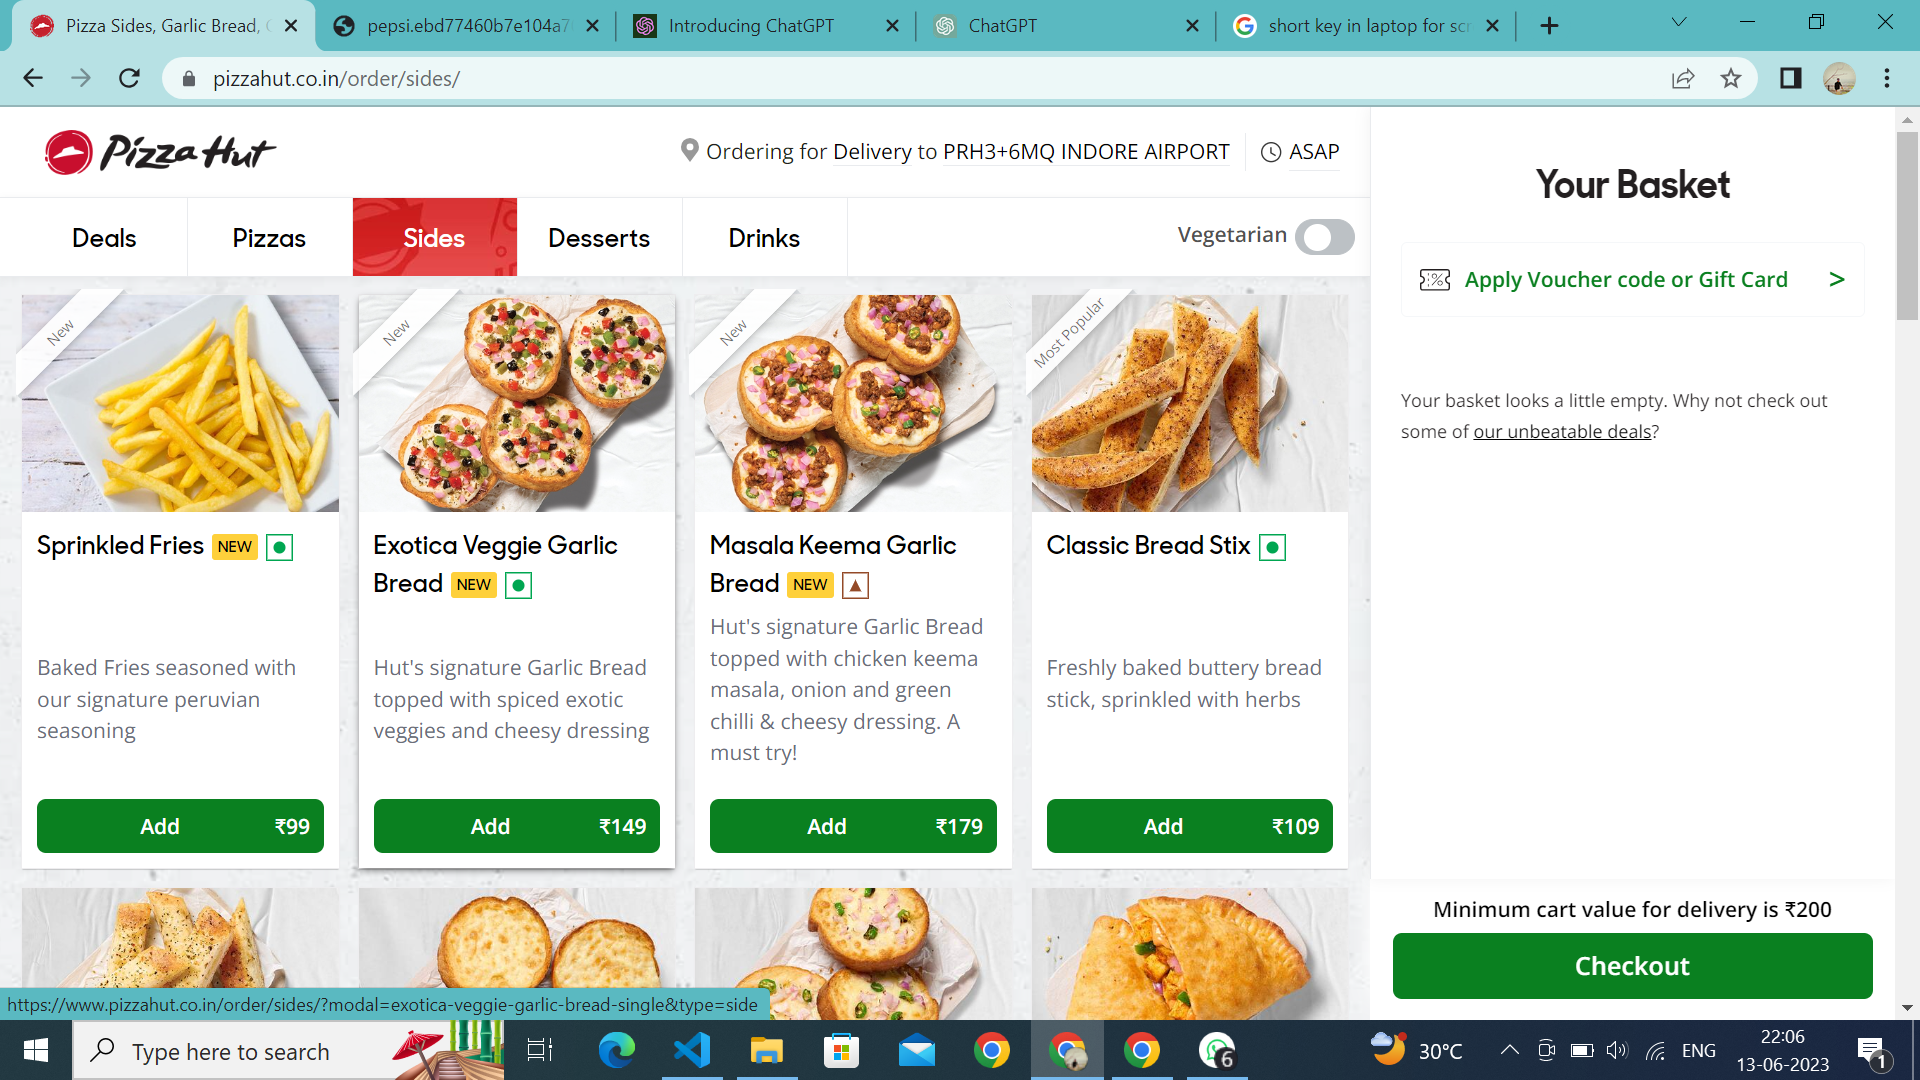 Pizza Sides, Garlic Bread,
pepsi.ebd77460b7e104a7
Introducing ChatGPT
ChatGPT
short key in laptop for scr
pizzahut.co.in/order/sides/
Pizza Hut
Ordering for Delivery to PRH3+6MQ INDORE AIRPORT
ASAP
Deals
Pizzas
Sides
Desserts
Drinks
Vegetarian
New
New
New
Most Popular
Sprinkled Fries NEW
Baked Fries seasoned with
our signature peruvian
seasoning
Add ₹99
Exotica Veggie Garlic
Bread NEW
Hut's signature Garlic Bread
topped with spiced exotic
veggies and cheesy dressing
Add ₹149
Masala Keema Garlic
Bread NEW
Hut's signature Garlic Bread
topped with chicken keema
masala, onion and green
chilli & cheesy dressing. A
must try!
Add ₹179
Classic Bread Stix
Freshly baked buttery bread
stick, sprinkled with herbs
Add ₹109
Your Basket
Apply Voucher code or Gift Card >
Your basket looks a little empty. Why not check out
some of our unbeatable deals?
Minimum cart value for delivery is ₹200
Checkout
https://www.pizzahut.co.in/order/sides/?modal=exotica-veggie-garlic-bread-single&type=side
Type here to search
6
30°C
ENG
22:06
13-06-2023
1